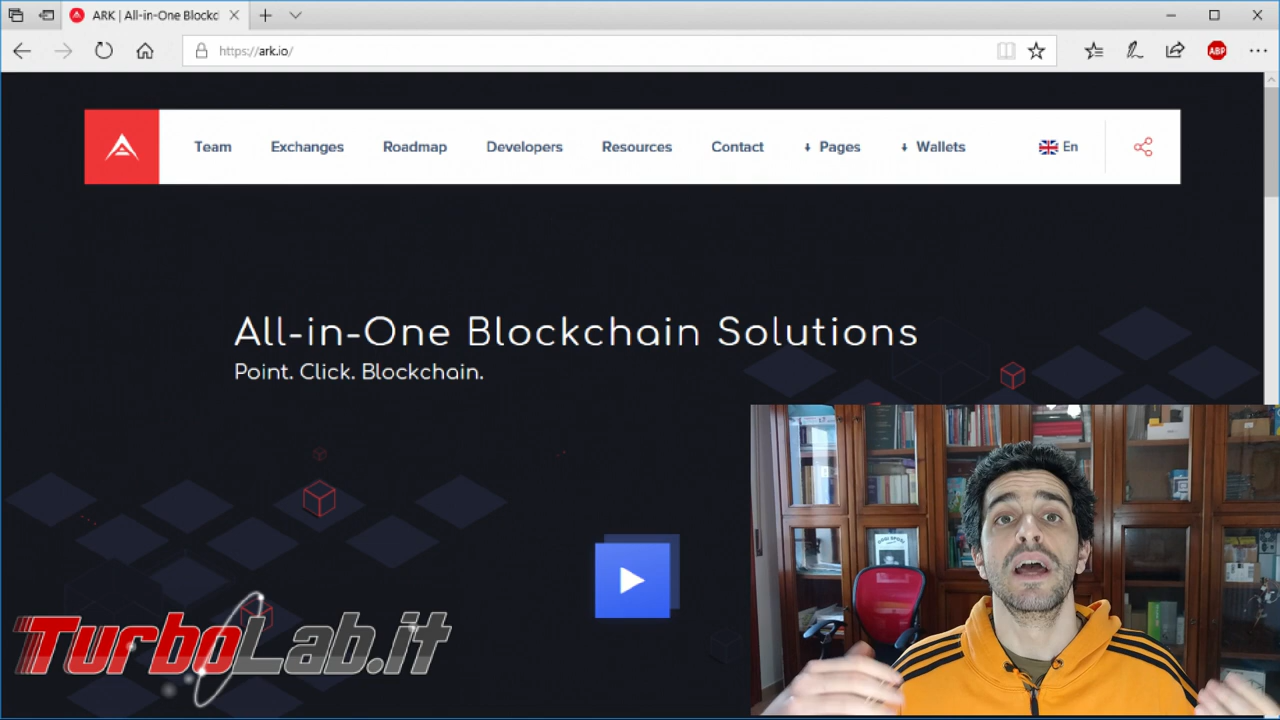 ARK | All-in-One Blockc
https://ark.io/
ABP
Team
Exchanges
Roadmap
Developers
Resources
Contact
Pages
Wallets
En
All-in-One Blockchain Solutions
Point. Click. Blockchain.
TurboLab.it